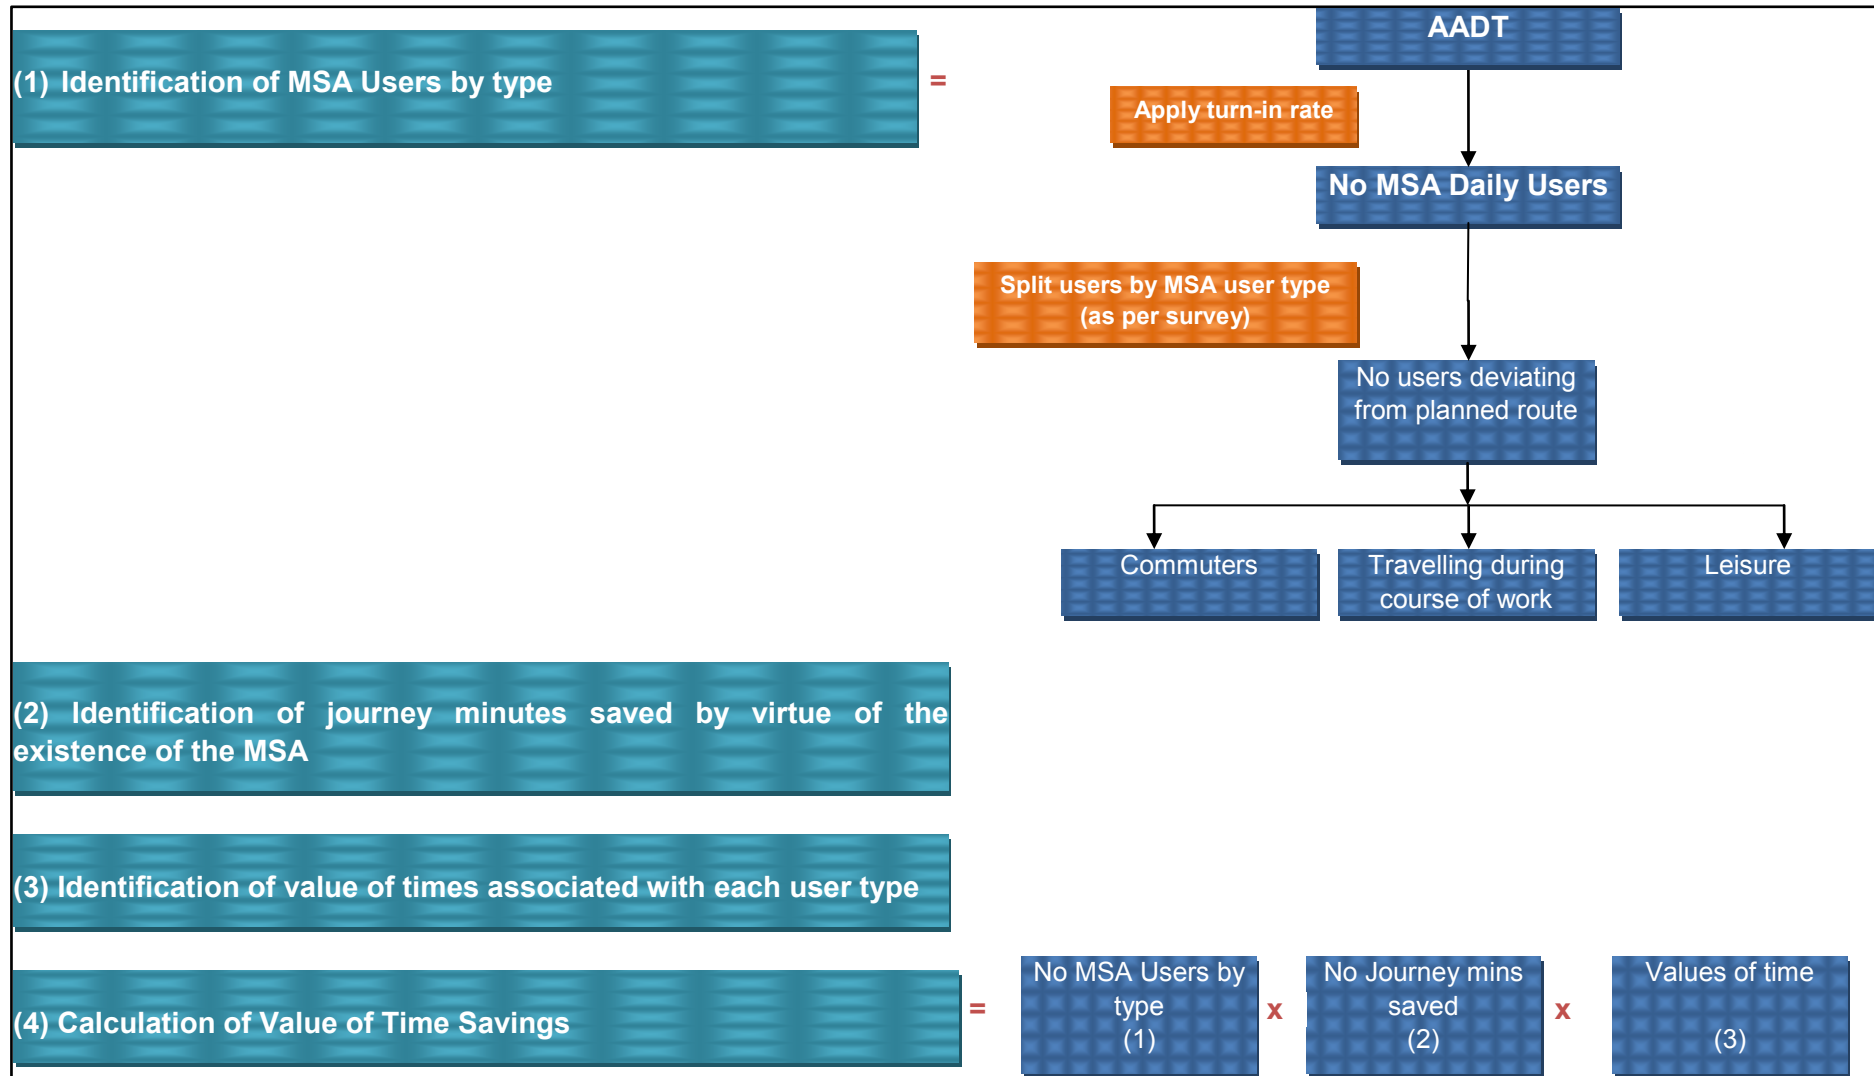 AADT
(1) Identification of MSA Users by type
=
Apply turn-in rate
No MSA Daily Users
Split users by MSA user type
(as per survey)
No users deviating
from planned route
Commuters
Travelling during
course of work
Leisure
(2) Identification of journey minutes saved by virtue of the
existence of the MSA
(3) Identification of value of times associated with each user type
(4) Calculation of Value of Time Savings
=
No MSA Users by
type
(1)
x
No Journey mins
saved
(2)
x
Values of time
(3)